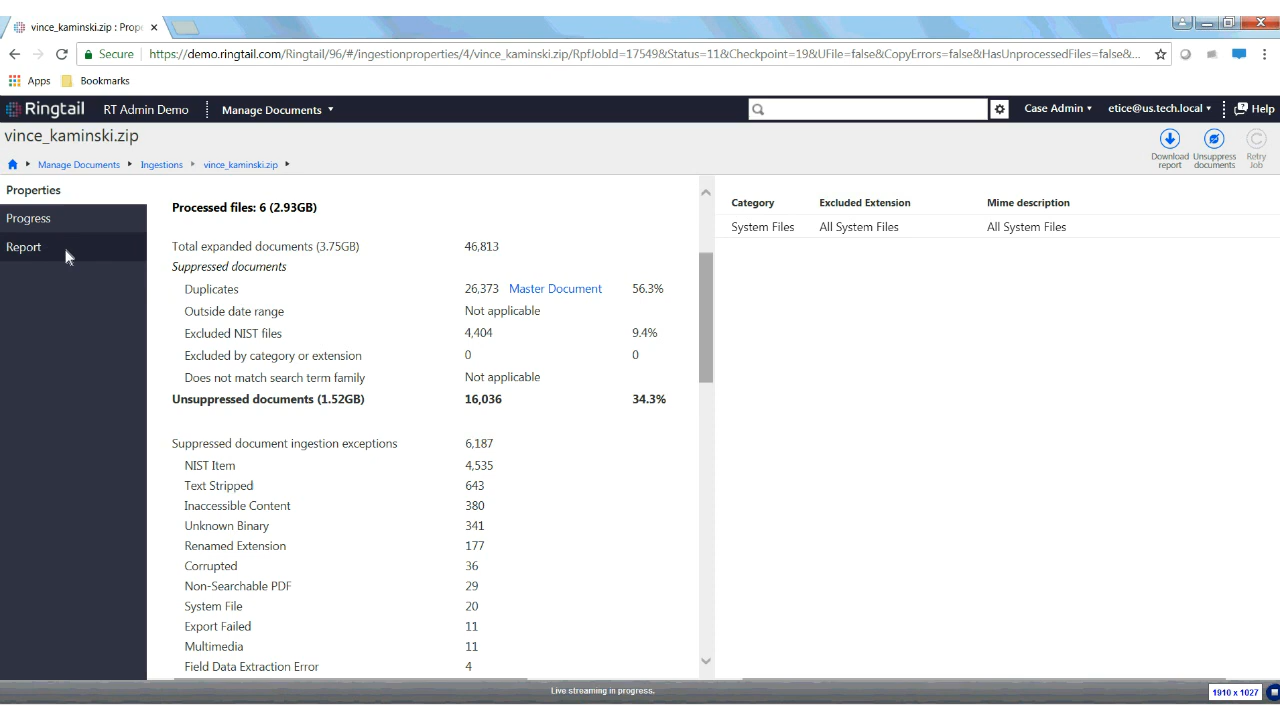 vince_kaminski.zip : Prop
Secure https://demo.ringtail.com/Ringtail/96/#/ingestionproperties/4/vince_kaminski.zip/RpfJobId=17549&Status=11&Checkpoint=19&UFile=false&CopyErrors=false&HasUnprocessedFiles=false&...
Apps Bookmarks
Ringtail RT Admin Demo Manage Documents Case Admin etice@us.tech.local Help
vince_kaminski.zip
Manage Documents Ingestions vince_kaminski.zip
Download report Unsuppress documents Retry Job
Properties
Progress
Report
Processed files: 6 (2.93GB)
Total expanded documents (3.75GB) 46,813
Suppressed documents
Duplicates 26,373 Master Document 56.3%
Outside date range Not applicable
Excluded NIST files 4,404 9.4%
Excluded by category or extension 0 0
Does not match search term family Not applicable
Unsuppressed documents (1.52GB) 16,036 34.3%
Suppressed document ingestion exceptions 6,187
NIST Item 4,535
Text Stripped 643
Inaccessible Content 380
Unknown Binary 341
Renamed Extension 177
Corrupted 36
Non-Searchable PDF 29
System File 20
Export Failed 11
Multimedia 11
Field Data Extraction Error 4
Category Excluded Extension Mime description
System Files All System Files All System Files
Live streaming in progress.
1910 x 1027